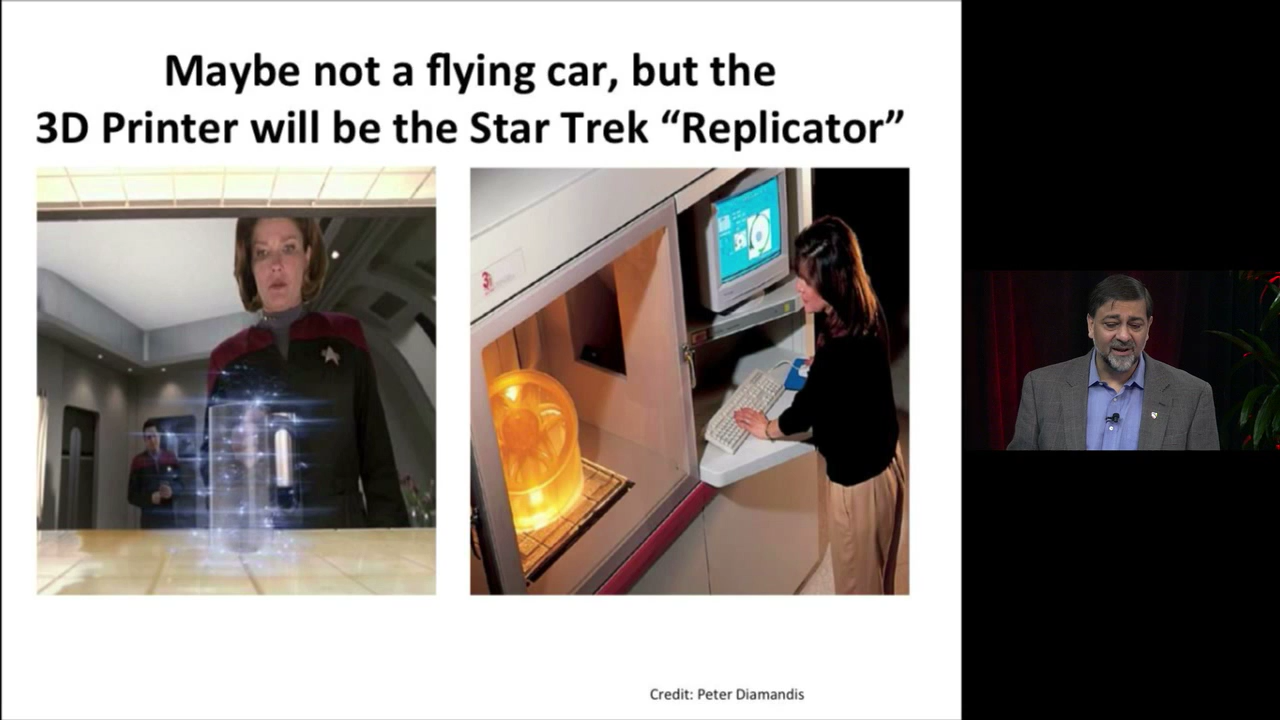 Maybe not a flying car, but the
3D Printer will be the Star Trek “Replicator”
Credit: Peter Diamandis